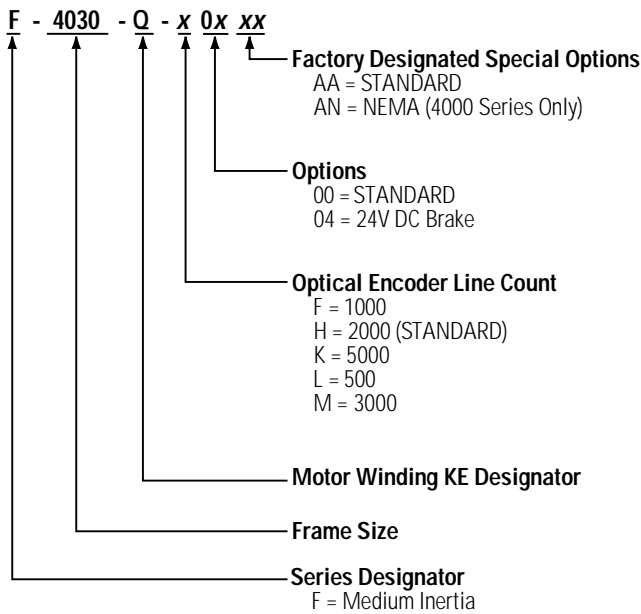 F - 4030 - Q - x 0x xx
Factory Designated Special Options
AA = STANDARD
AN = NEMA (4000 Series Only)
Options
00 = STANDARD
04 = 24V DC Brake
Optical Encoder Line Count
F = 1000
H = 2000 (STANDARD)
K = 5000
L = 500
M = 3000
Motor Winding KE Designator
Frame Size
Series Designator
F = Medium Inertia